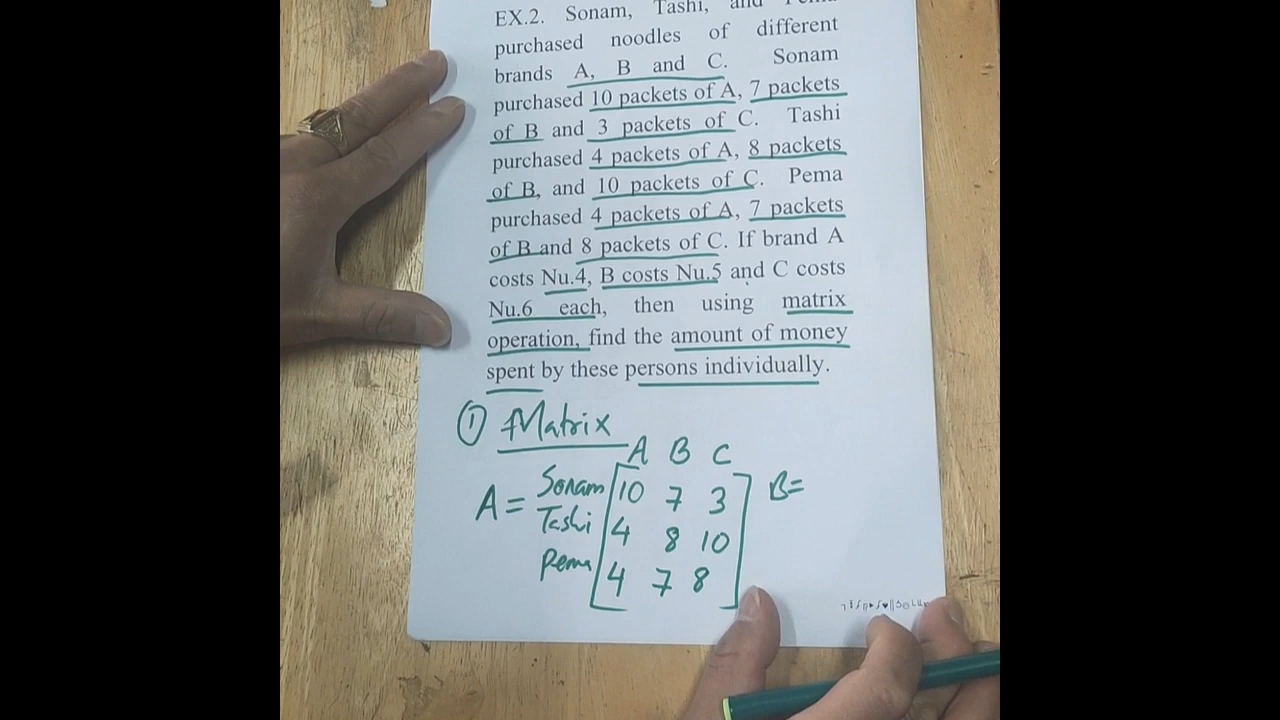 EX.2. Sonam, Tashi, and Pema
purchased noodles of different
brands A, B and C. Sonam
purchased 10 packets of A, 7 packets
of B and 3 packets of C. Tashi
purchased 4 packets of A, 8 packets
of B, and 10 packets of C. Pema
purchased 4 packets of A, 7 packets
of B and 8 packets of C. If brand A
costs Nu.4, B costs Nu.5 and C costs
Nu.6 each, then using matrix
operation, find the amount of money
spent by these persons individually.
① Matrix
A B C
A = Sonam 10 7 3 B=
Tashi 4 8 10
Pema 4 7 8